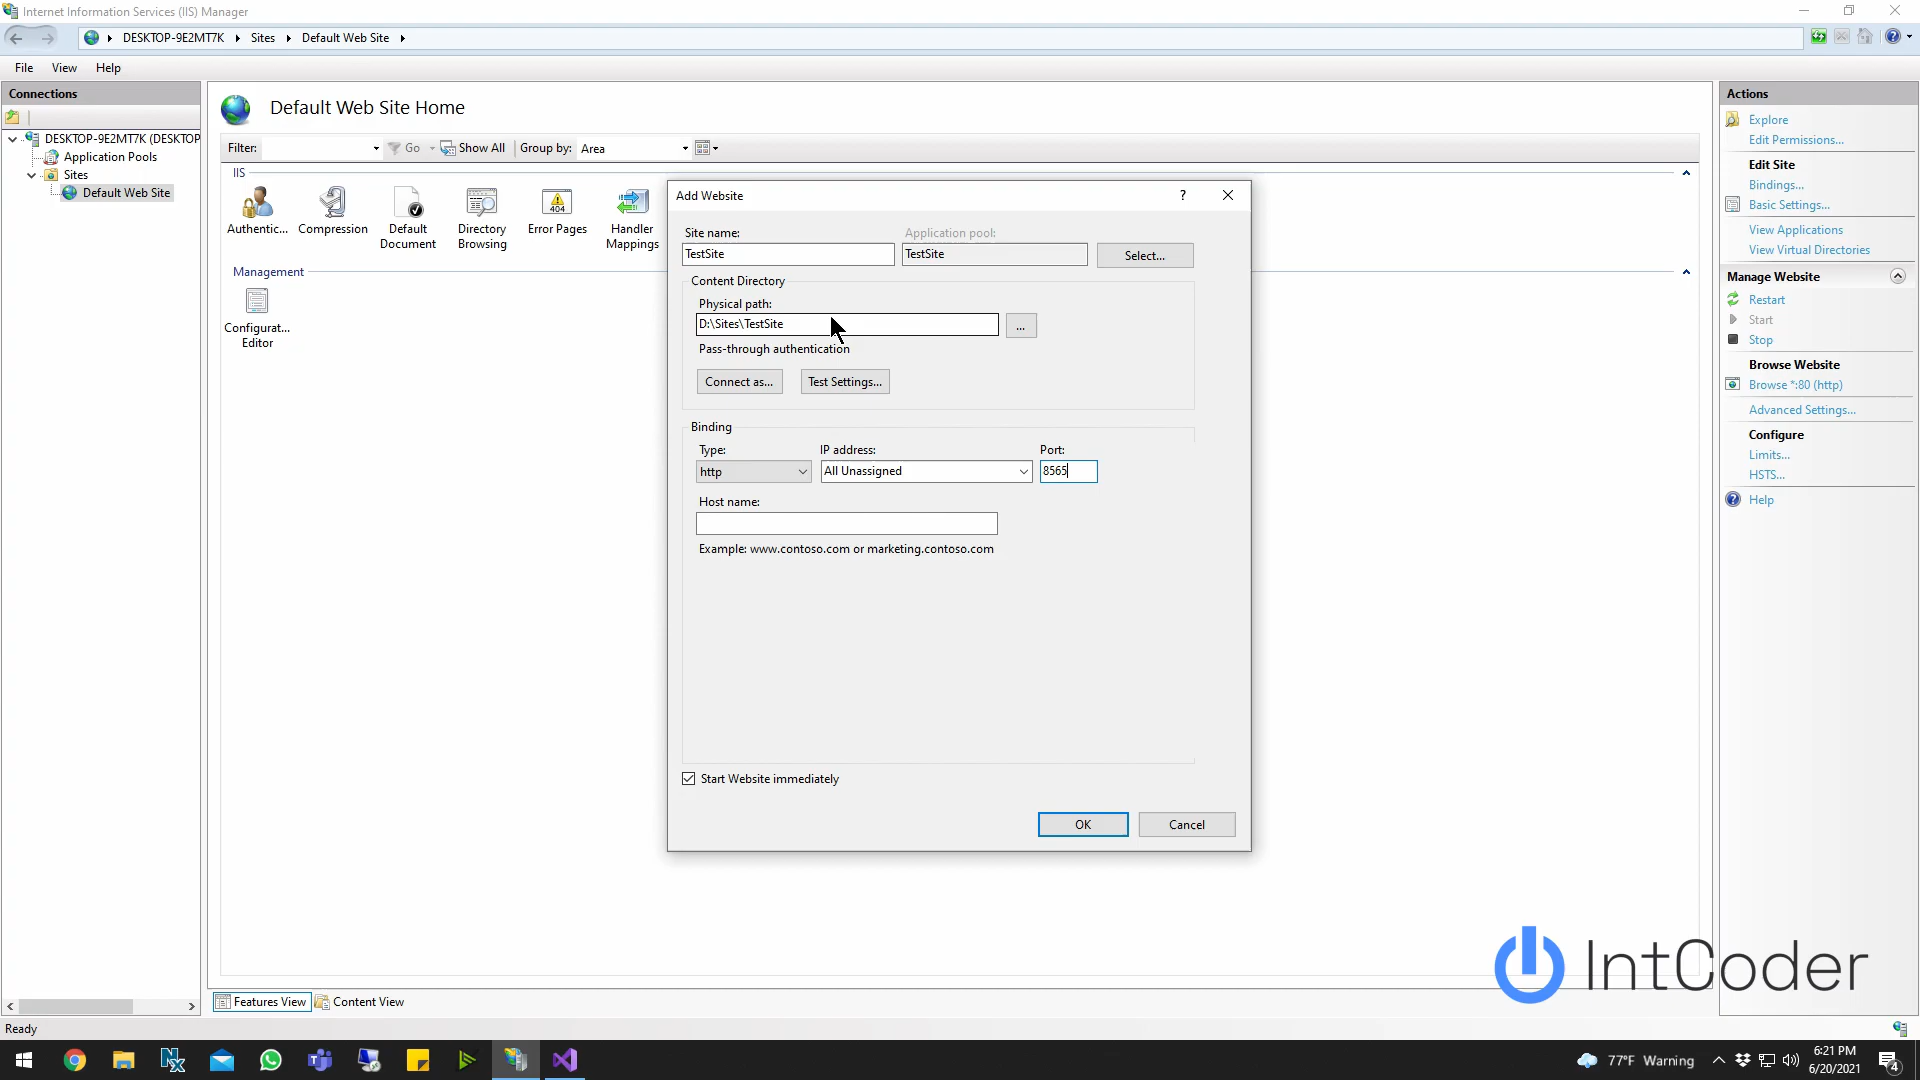 Internet Information Services (IIS) Manager
DESKTOP-9E2MT7K
Sites
Default Web Site
File
View
Help
Connections
DESKTOP-9E2MT7K (DESKTOP
Application Pools
Sites
Default Web Site
Default Web Site Home
Filter:
Go
Show All
Group by:
Area
IIS
Authentic...
Compression
Default
Document
Directory
Browsing
Error Pages
404
Handler
Mappings
Management
Configurat...
Editor
Add Website
?
Site name:
Application pool:
TestSite
TestSite
Select...
Content Directory
Physical path:
D:\Sites\TestSite
...
Pass-through authentication
Connect as...
Test Settings...
Binding
Type:
IP address:
Port:
http
All Unassigned
8565
Host name:
Example: www.contoso.com or marketing.contoso.com
Start Website immediately
OK
Cancel
Actions
Explore
Edit Permissions...
Edit Site
Bindings...
Basic Settings...
View Applications
View Virtual Directories
Manage Website
Restart
Start
Stop
Browse Website
Browse *:80 (http)
Advanced Settings...
Configure
Limits...
HSTS...
Help
IntCoder
Features View
Content View
Ready
77°F Warning
6:21 PM
6/20/2021
4